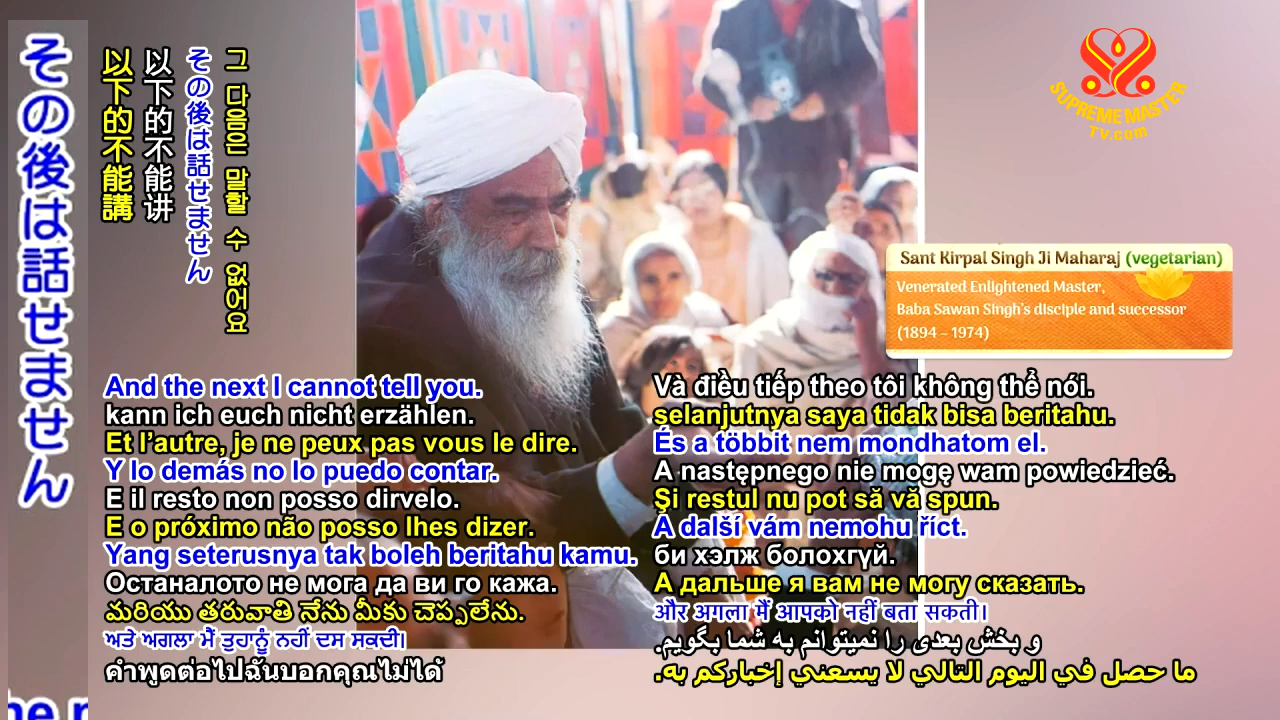 その後は話せません
以下的不能講
以下的不能讲
その後は話せません
그 다음은 말할 수 없어요
SUPREME MASTER
TV.com
Sant Kirpal Singh Ji Maharaj (vegetarian)
Venerated Enlightened Master,
Baba Sawan Singh's disciple and successor
(1894 – 1974)
And the next I cannot tell you.
kann ich euch nicht erzählen.
Et l’autre, je ne peux pas vous le dire.
Y lo demás no lo puedo contar.
E il resto non posso dirvelo.
E o próximo não posso lhes dizer.
Yang seterusnya tak boleh beritahu kamu.
Останалото не мога да ви го кажа.
మరియు తరువాతి నేను మీకు చెప్పలేను.
ਅਤੇ ਅਗਲਾ ਮੈਂ ਤੁਹਾਨੂੰ ਨਹੀਂ ਦਸ ਸਕਦੀ।
คำพูดต่อไปฉันบอกคุณไม่ได้
Và điều tiếp theo tôi không thể nói.
selanjutnya saya tidak bisa beritahu.
És a többit nem mondhatom el.
A następnego nie mogę wam powiedzieć.
Şi restul nu pot să vă spun.
A další vám nemohu říct.
би хэлж болохгүй.
А дальше я вам не могу сказать.
और अगला मैं आपको नहीं बता सकती।
و بخش بعدی را نمیتوانم به شما بگویم.
ما حصل في اليوم التالي لا يسعني إخباركم به.